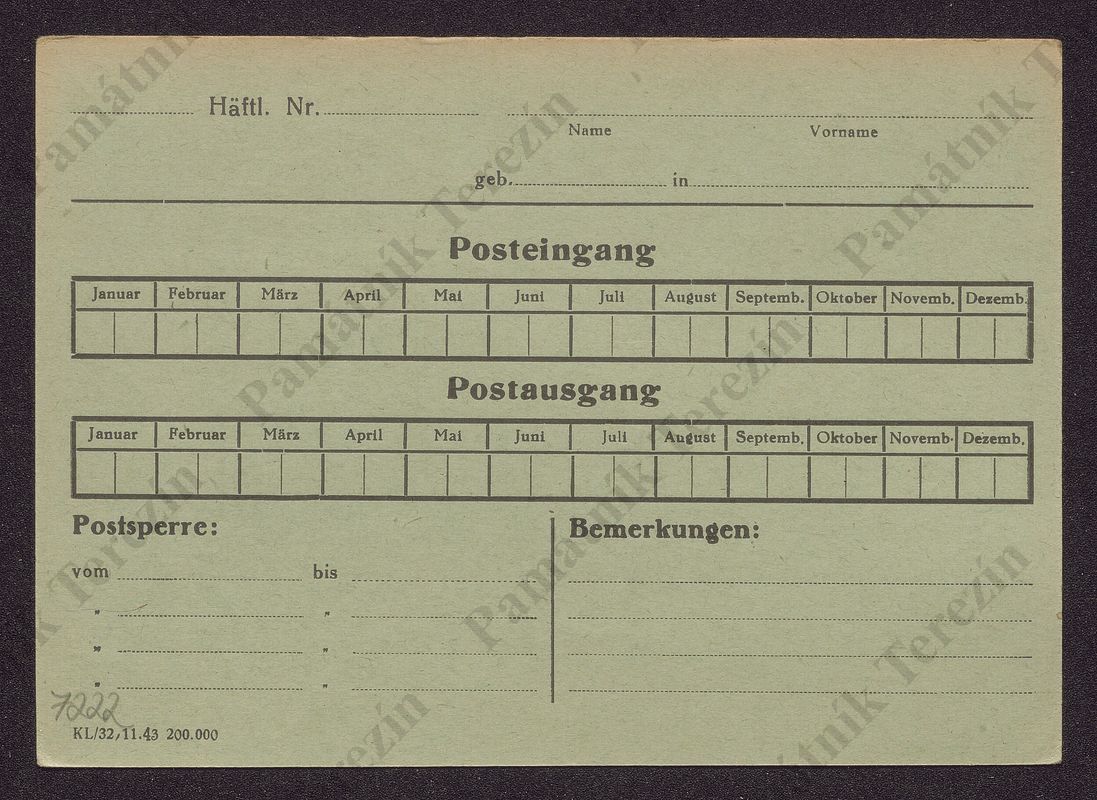 Häftl. Nr.
Name Vorname
geb. in
Posteingang
Januar Februar März April Mai Juni Juli August Septemb. Oktober Novemb. Dezemb.
Postausgang
Januar Februar März April Mai Juni Juli August Septemb. Oktober Novemb. Dezemb.
Postsperre: Bemerkungen:
vom bis
" "
" "
" "
7222
KL/32,11.43 200.000
Památník Terezín